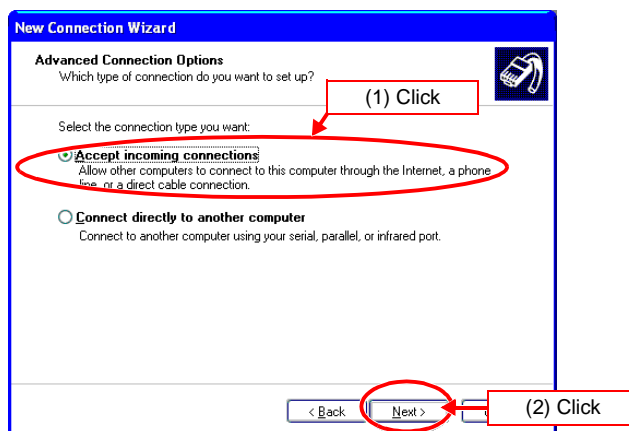 New Connection Wizard
Advanced Connection Options
Which type of connection do you want to set up?
(1) Click
Select the connection type you want:
Accept incoming connections
Allow other computers to connect to this computer through the Internet, a phone
line, or a direct cable connection.
Connect directly to another computer
Connect to another computer using your serial, parallel, or infrared port.
< Back
Next >
(2) Click